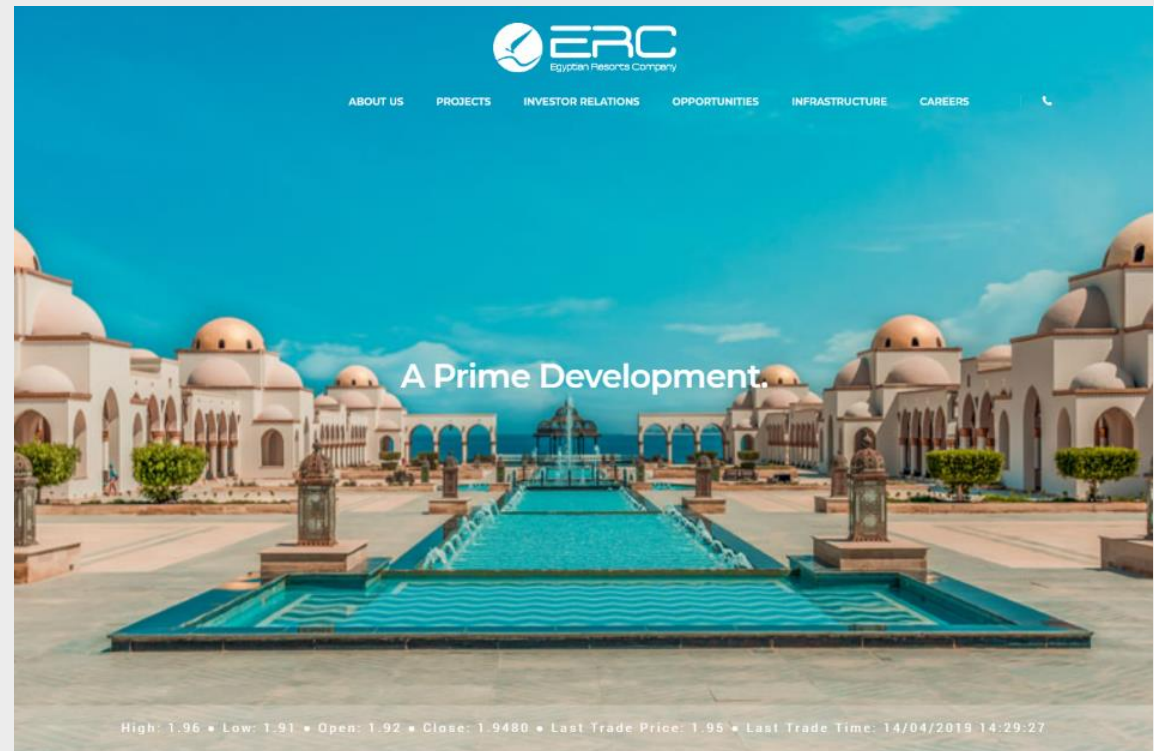 ERC
Egyptian Resorts Company
ABOUT US PROJECTS INVESTOR RELATIONS OPPORTUNITIES INFRASTRUCTURE CAREERS
A Prime Development.
High: 1.96 • Low: 1.91 • Open: 1.92 • Close: 1.9480 • Last Trade Price: 1.95 • Last Trade Time: 14/04/2019 14:29:27